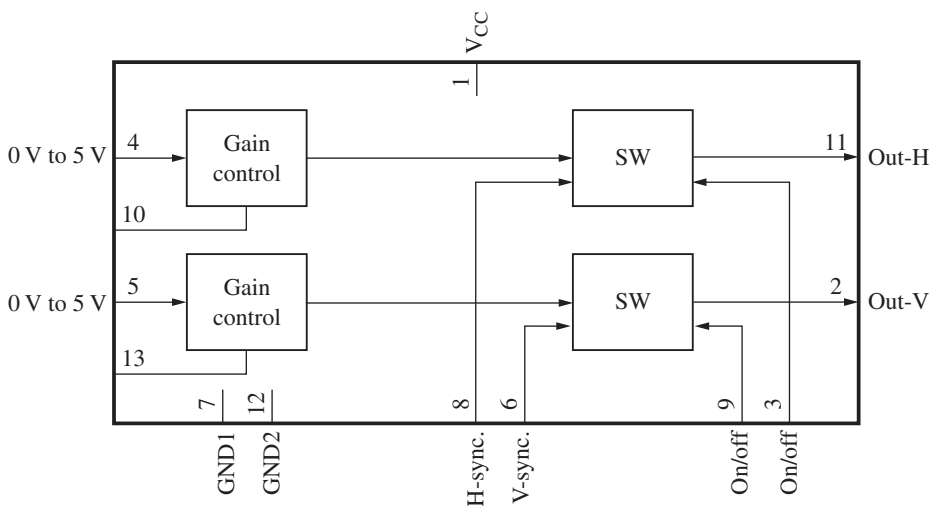 V_CC
1
0 V to 5 V
4
Gain
control
SW
11
Out-H
10
0 V to 5 V
5
Gain
control
SW
2
Out-V
13
7
12
8
6
9
3
GND1
GND2
H-sync.
V-sync.
On/off
On/off